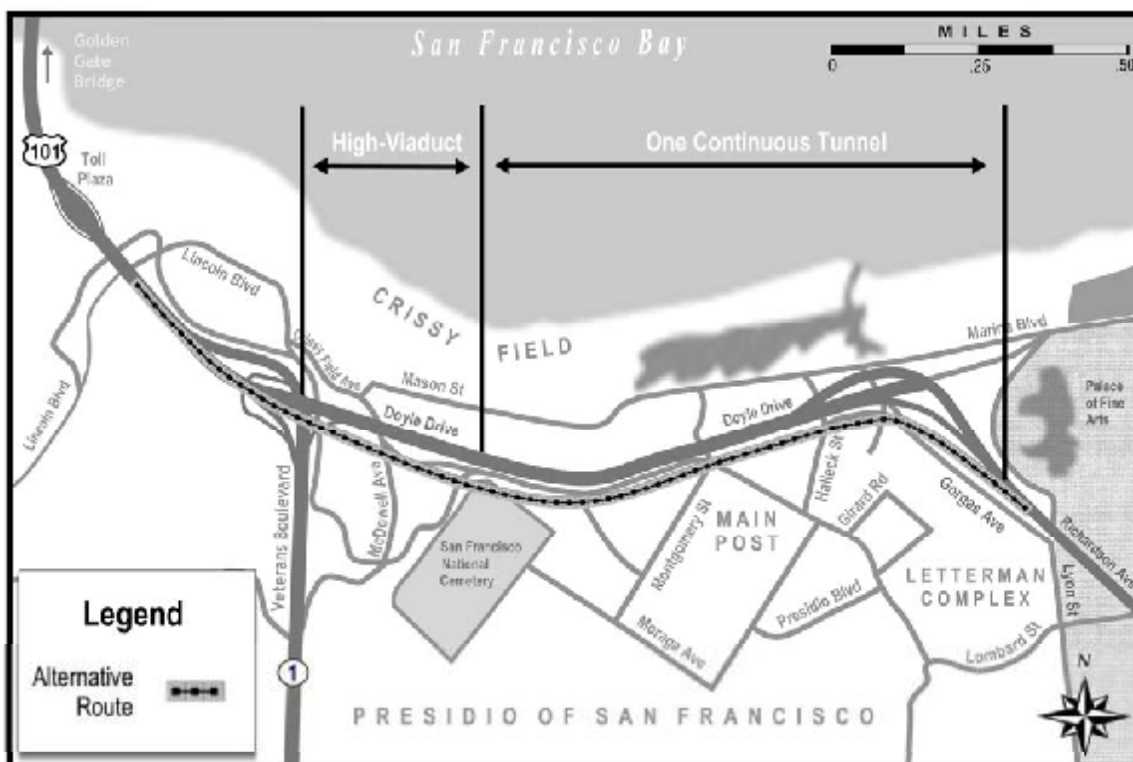 San Francisco Bay
MILES
0 .25 .50
Golden
Gate
Bridge
101
Toll
Plaza
High-Viaduct
One Continuous Tunnel
Lincoln Blvd
Lincoln Blvd
CRISSY
FIELD
Crissy Field Ave
Mason St
Marina Blvd
Doyle Drive
Doyle Drive
Palace
of Fine
Arts
Veterans Boulevard
McDowell Ave
Halleck St
Girard Rd
Gorgas Ave
Richardson Ave
Montgomery St
MAIN
POST
San Francisco
National
Cemetery
LETTERMAN
COMPLEX
Lyon St
Presidio Blvd
Moraga Ave
Lombard St
N
1
PRESIDIO OF SAN FRANCISCO
Legend
Alternative
Route